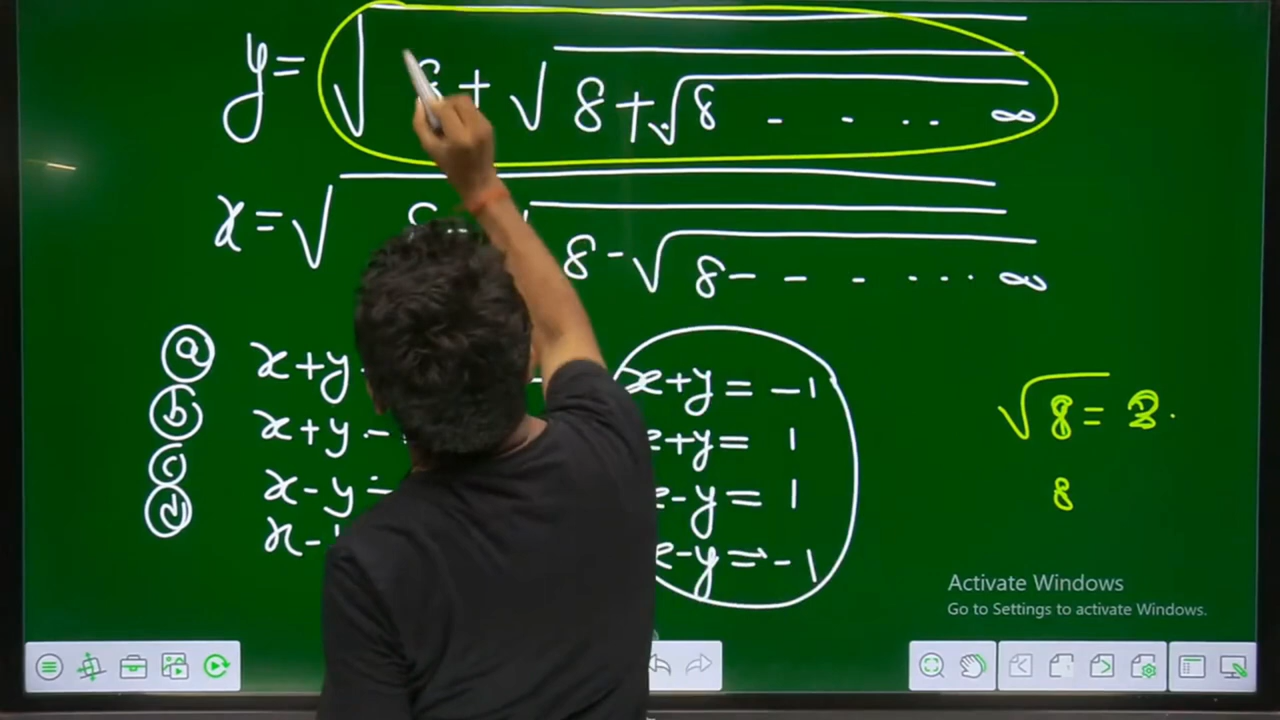 y = √8 + √8 + √8 - - .. ∞
x = √8 8 - √8 - - - ... ∞
ⓐ x+y x+y = -1
ⓑ x+y - x+y = 1
ⓒ x-y = x-y = 1
ⓓ x- x-y = -1
√8 =
8
Activate Windows
Go to Settings to activate Windows.